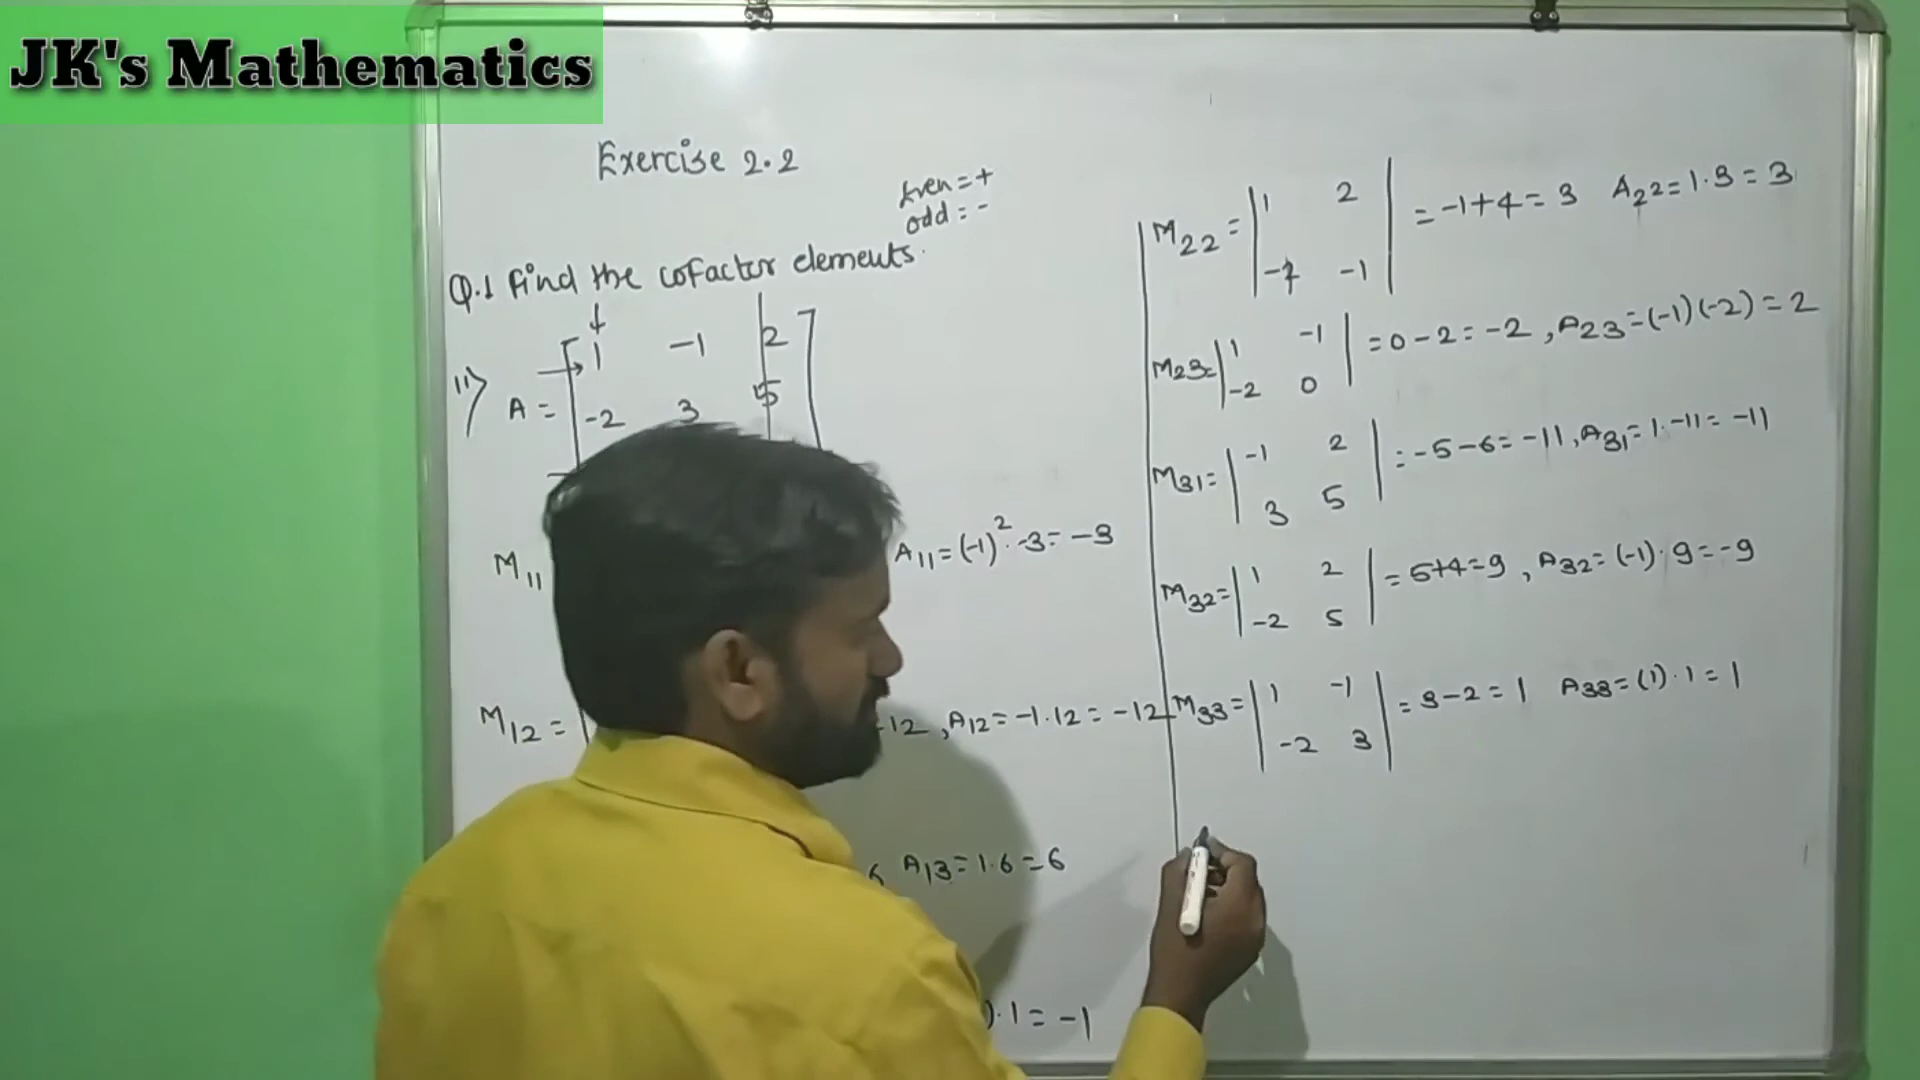 JK's Mathematics
Exercise 2.2
Even = +
odd = -
Q.1 Find the cofactor elements.
ii) A = [ 1 -1 2
-2 3 5 ]
M11 A11 = (-1)^2 · -3 = -3
M12 = | = 12 , A12 = -1 · 12 = -12
6 A13 = 1 · 6 = 6
) · 1 = -1
M22 = | 1 2 | = -1 + 4 = 3 A22 = 1 · 3 = 3
-1
M23 = | 1 -1 | = 0 - 2 = -2 , A23 = (-1)(-2) = 2
-2 0
M31 = | -1 2 | = -5 - 6 = -11 , A31 = 1 · -11 = -11
3 5
M32 = | 1 2 | = 5 + 4 = 9 , A32 = (-1) · 9 = -9
-2 5
M33 = | 1 -1 | = 3 - 2 = 1 A33 = (1) · 1 = 1
-2 3